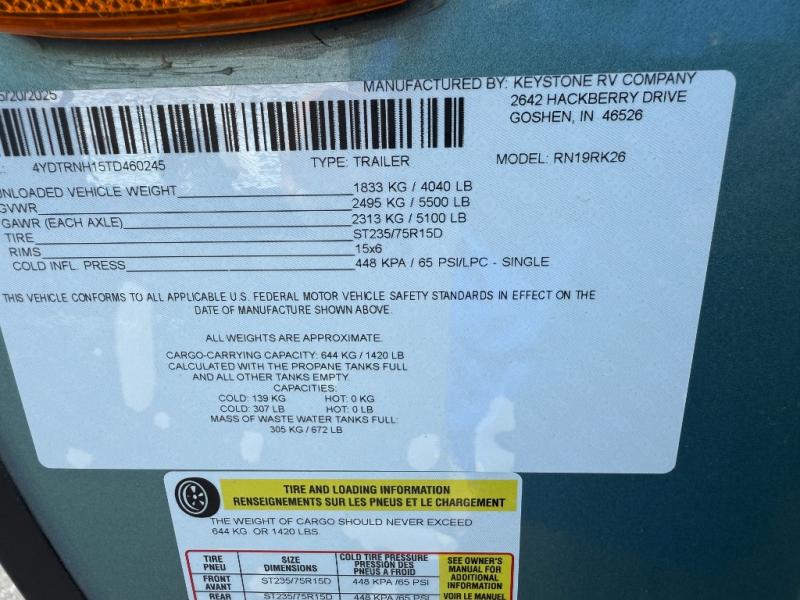 5/20/2025 MANUFACTURED BY: KEYSTONE RV COMPANY
2642 HACKBERRY DRIVE
GOSHEN, IN 46526
4YDTRNH15TD460245 TYPE: TRAILER MODEL: RN19RK26
UNLOADED VEHICLE WEIGHT 1833 KG / 4040 LB
GVWR 2495 KG / 5500 LB
GAWR (EACH AXLE) 2313 KG / 5100 LB
TIRE ST235/75R15D
RIMS 15x6
COLD INFL. PRESS 448 KPA / 65 PSI/LPC - SINGLE
THIS VEHICLE CONFORMS TO ALL APPLICABLE U.S. FEDERAL MOTOR VEHICLE SAFETY STANDARDS IN EFFECT ON THE
DATE OF MANUFACTURE SHOWN ABOVE.
ALL WEIGHTS ARE APPROXIMATE.
CARGO-CARRYING CAPACITY: 644 KG / 1420 LB
CALCULATED WITH THE PROPANE TANKS FULL
AND ALL OTHER TANKS EMPTY.
CAPACITIES:
COLD: 139 KG HOT: 0 KG
COLD: 307 LB HOT: 0 LB
MASS OF WASTE WATER TANKS FULL:
305 KG / 672 LB
TIRE AND LOADING INFORMATION
RENSEIGNEMENTS SUR LES PNEUS ET LE CHARGEMENT
THE WEIGHT OF CARGO SHOULD NEVER EXCEED
644 KG OR 1420 LBS.
TIRE
PNEU
SIZE
DIMENSIONS
COLD TIRE PRESSURE
PRESSION DES
PNEUS A FROID
SEE OWNER'S
MANUAL FOR
ADDITIONAL
INFORMATION
VOIR LE MANUEL
FRONT
AVANT
ST235/75R15D
448 KPA /65 PSI
REAR
ST235/75R15D
448 KPA /65 PSI